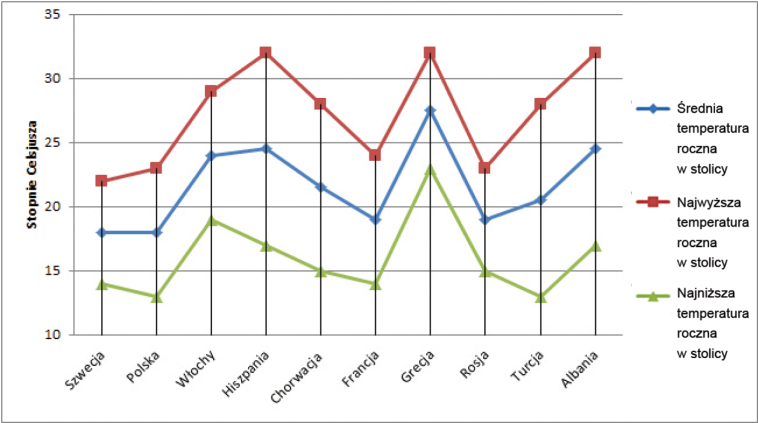 35
30
25
20
15
10
Stopnie Celsjusza
Szwecja
Polska
Włochy
Hiszpania
Chorwacja
Francja
Grecja
Rosja
Turcja
Albania
Średnia
temperatura
roczna
w stolicy
Najwyższa
temperatura
roczna
w stolicy
Najniższa
temperatura
roczna
w stolicy